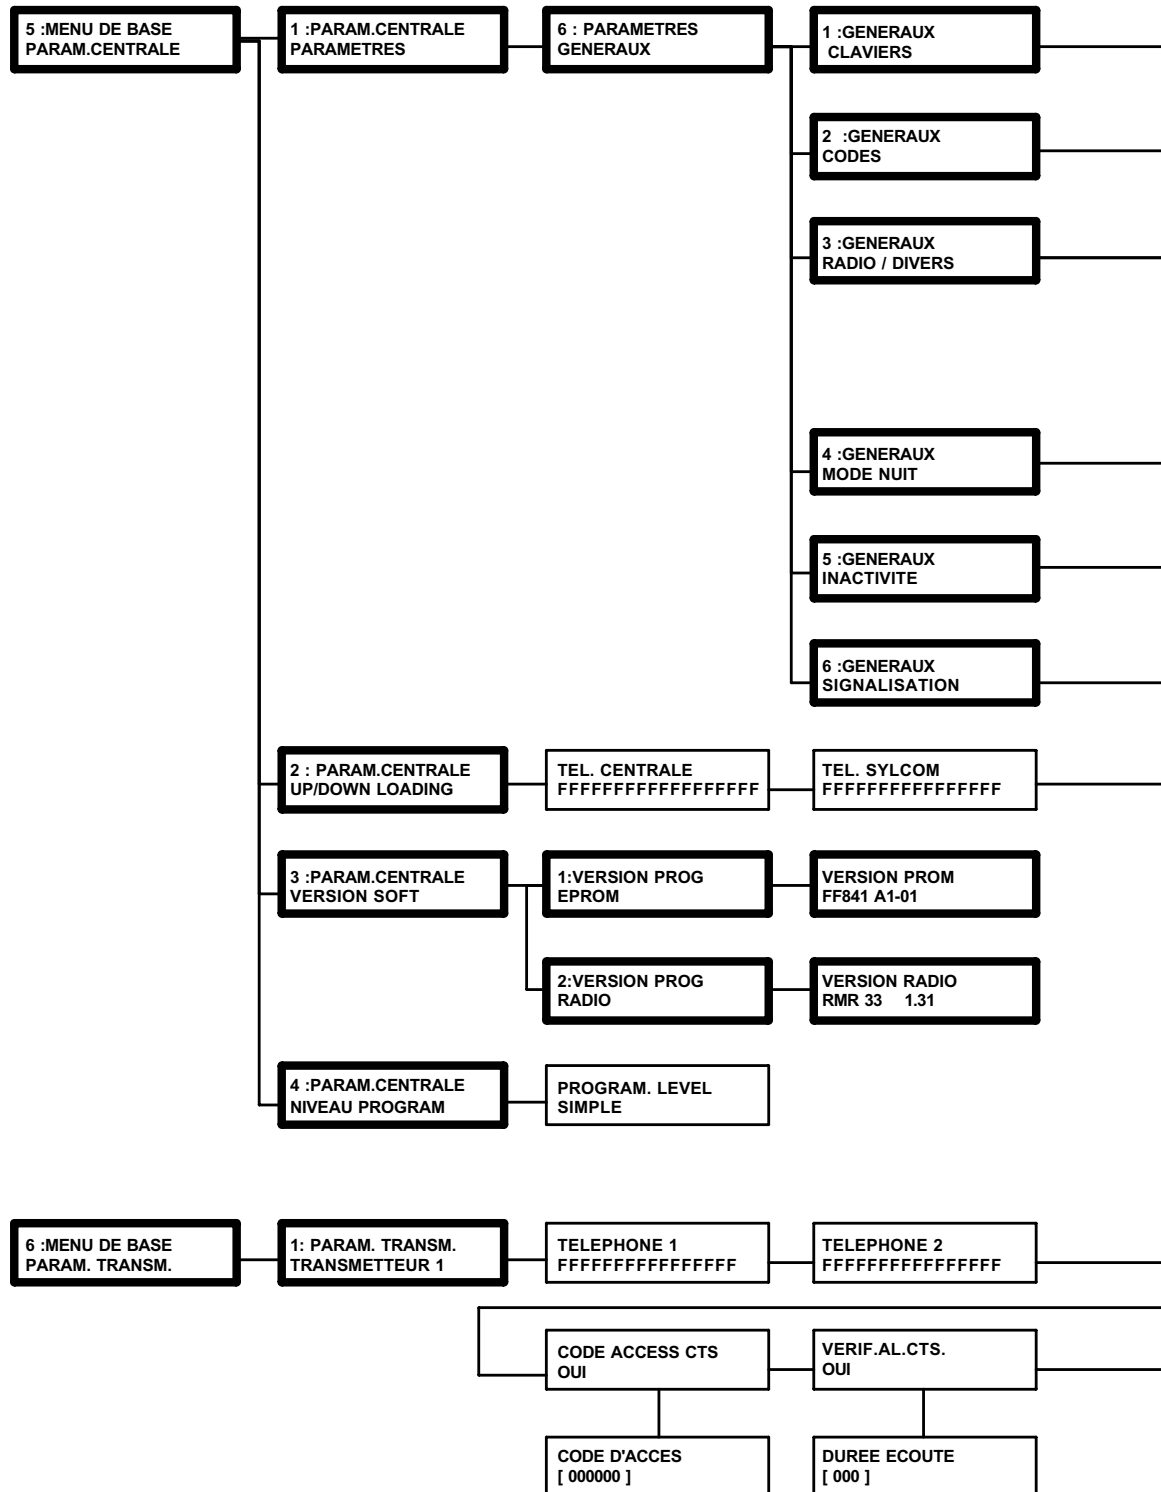 5 :MENU DE BASE
PARAM.CENTRALE
1 :PARAM.CENTRALE
PARAMETRES
6 : PARAMETRES
GENERAUX
1 :GENERAUX
CLAVIERS
2 :GENERAUX
CODES
3 :GENERAUX
RADIO / DIVERS
4 :GENERAUX
MODE NUIT
5 :GENERAUX
INACTIVITE
6 :GENERAUX
SIGNALISATION
2 : PARAM.CENTRALE
UP/DOWN LOADING
TEL. CENTRALE
FFFFFFFFFFFFFFFFFF
TEL. SYLCOM
FFFFFFFFFFFFFFFF
3 :PARAM.CENTRALE
VERSION SOFT
1:VERSION PROG
EPROM
VERSION PROM
FF841 A1-01
2:VERSION PROG
RADIO
VERSION RADIO
RMR 33 1.31
4 :PARAM.CENTRALE
NIVEAU PROGRAM
PROGRAM. LEVEL
SIMPLE
6 :MENU DE BASE
PARAM. TRANSM.
1: PARAM. TRANSM.
TRANSMETTEUR 1
TELEPHONE 1
FFFFFFFFFFFFFFFF
TELEPHONE 2
FFFFFFFFFFFFFFFF
CODE ACCESS CTS
OUI
VERIF.AL.CTS.
OUI
CODE D'ACCES
[ 000000 ]
DUREE ECOUTE
[ 000 ]